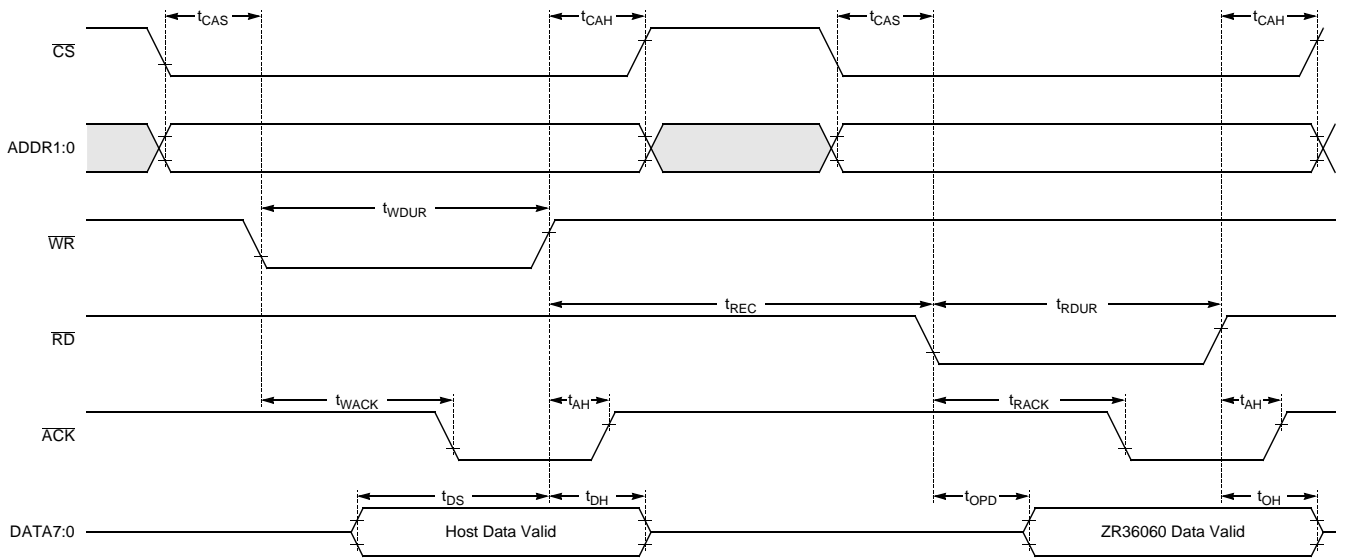 tCAS tCAH tCAS tCAH
CS
ADDR1:0
tWDUR
WR
tREC tRDUR
RD
tWACK tAH tRACK tAH
ACK
tDS tDH tOPD tOH
DATA7:0 Host Data Valid ZR36060 Data Valid